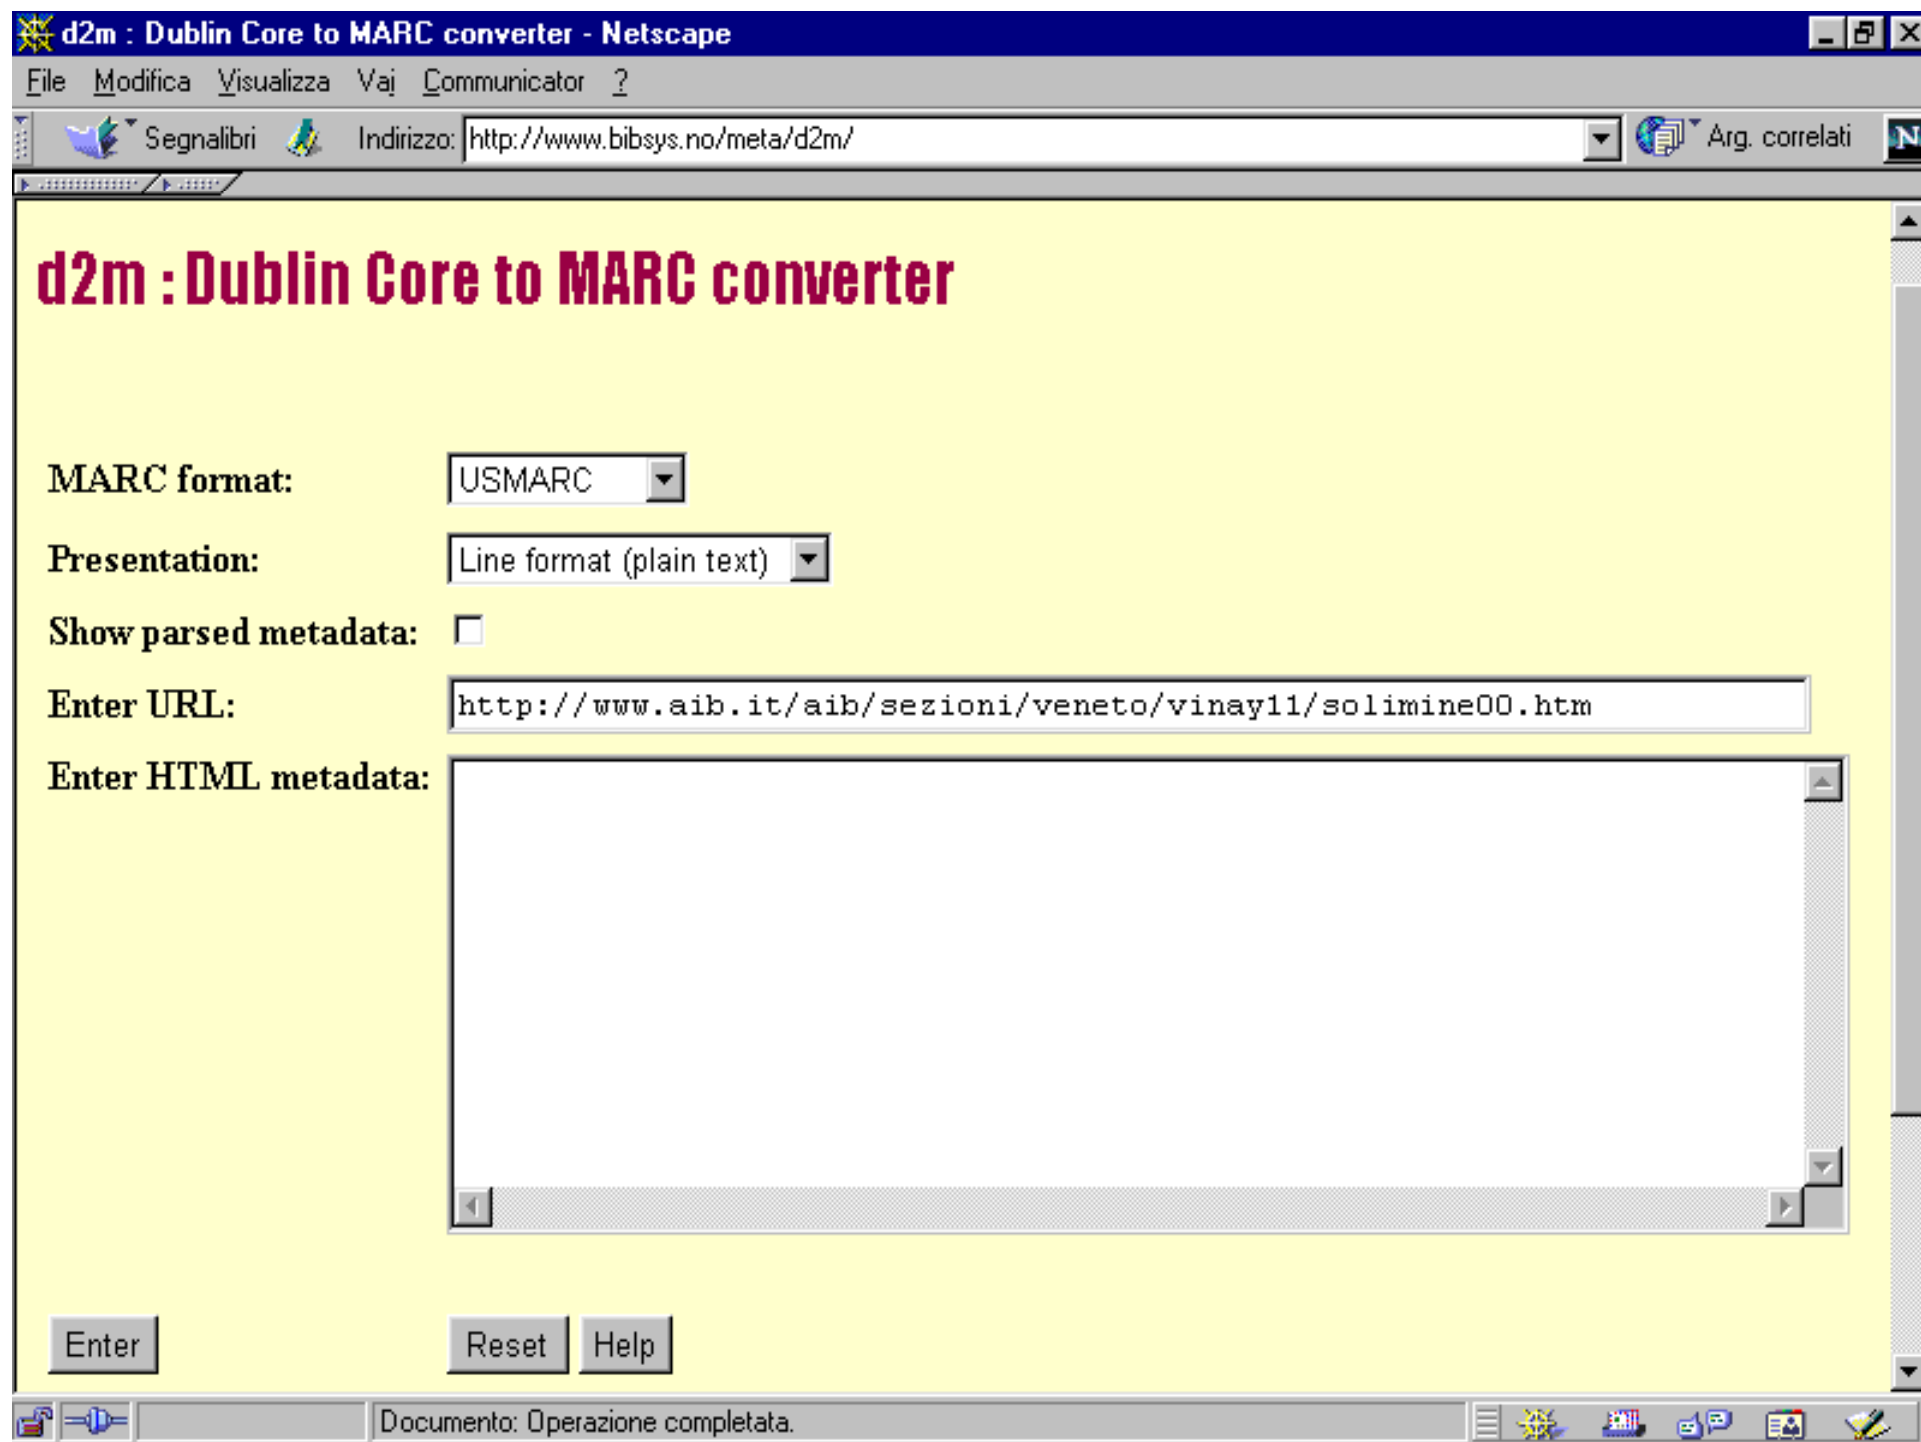 d2m : Dublin Core to MARC converter - Netscape
File Modifica Visualizza Vai Communicator ?
Segnalibri Indirizzo: http://www.bibsys.no/meta/d2m/ Arg. correlati N
d2m : Dublin Core to MARC converter
MARC format: USMARC
Presentation: Line format (plain text)
Show parsed metadata:
Enter URL: http://www.aib.it/aib/sezioni/veneto/vinay11/solimine00.htm
Enter HTML metadata:
Enter Reset Help
Documento: Operazione completata.